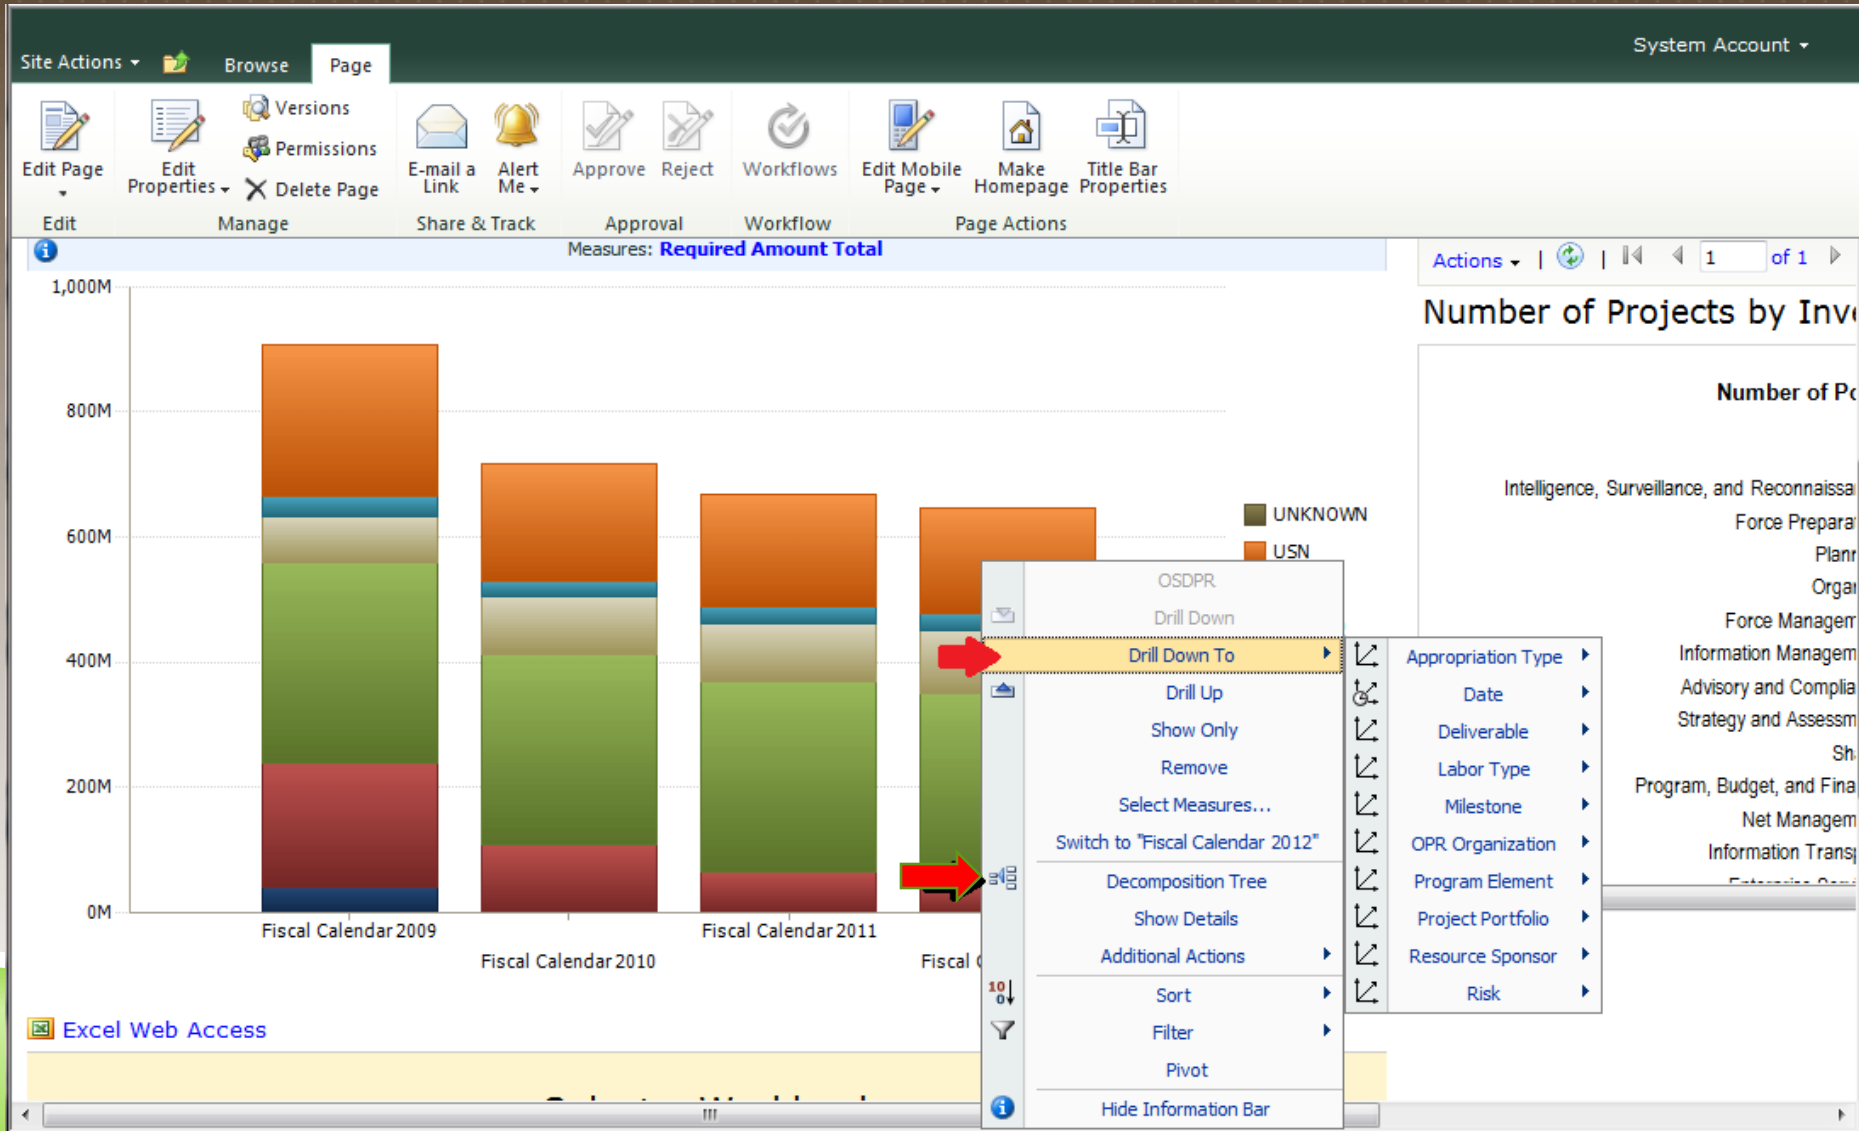 System Account
Site Actions
Browse
Page
Edit Page
Edit
Properties
Versions
Permissions
Delete Page
E-mail a
Link
Alert
Me
Approve
Reject
Workflows
Edit Mobile
Page
Make
Homepage
Title Bar
Properties
Edit
Manage
Share & Track
Approval
Workflow
Page Actions
Measures: Required Amount Total
1,000M
800M
600M
400M
200M
0M
Fiscal Calendar 2009
Fiscal Calendar 2010
Fiscal Calendar 2011
Fiscal
UNKNOWN
USN
OSDPR
Drill Down
Drill Down To
Drill Up
Show Only
Remove
Select Measures...
Switch to "Fiscal Calendar 2012"
Decomposition Tree
Show Details
Additional Actions
Sort
Filter
Pivot
Hide Information Bar
Appropriation Type
Date
Deliverable
Labor Type
Milestone
OPR Organization
Program Element
Project Portfolio
Resource Sponsor
Risk
Actions | | 1 of 1
Number of Projects by Inv
Number of Po
Intelligence, Surveillance, and Reconnaissa
Force Prepara
Plann
Organ
Force Managem
Information Managem
Advisory and Complia
Strategy and Assessm
Sha
Program, Budget, and Fina
Net Managem
Information Transp
Excel Web Access